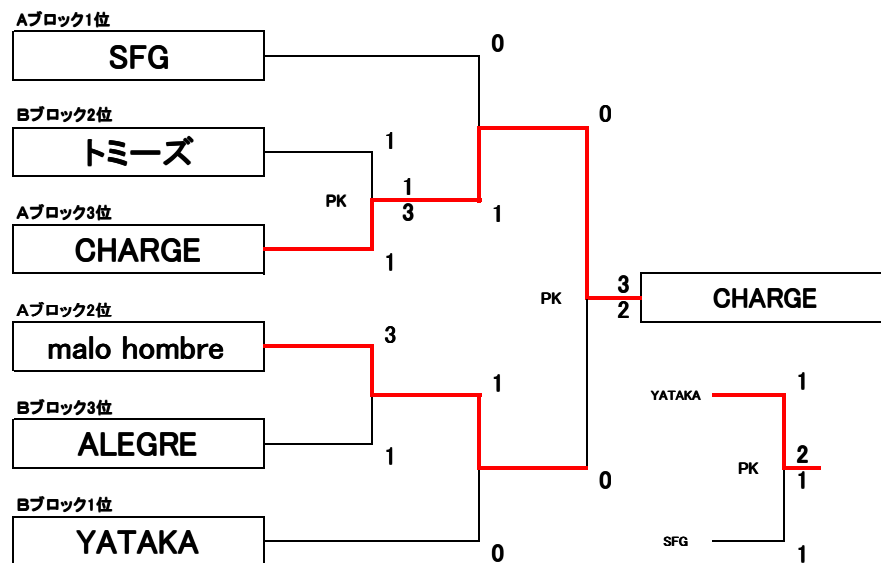 Aブロック1位
SFG
0
Bブロック2位
トミーズ
1
0
PK
1
3
1
Aブロック3位
CHARGE
1
PK
3
2
CHARGE
Aブロック2位
malo hombre
3
1
YATAKA
1
Bブロック3位
ALEGRE
1
0
PK
2
1
Bブロック1位
YATAKA
0
SFG
1